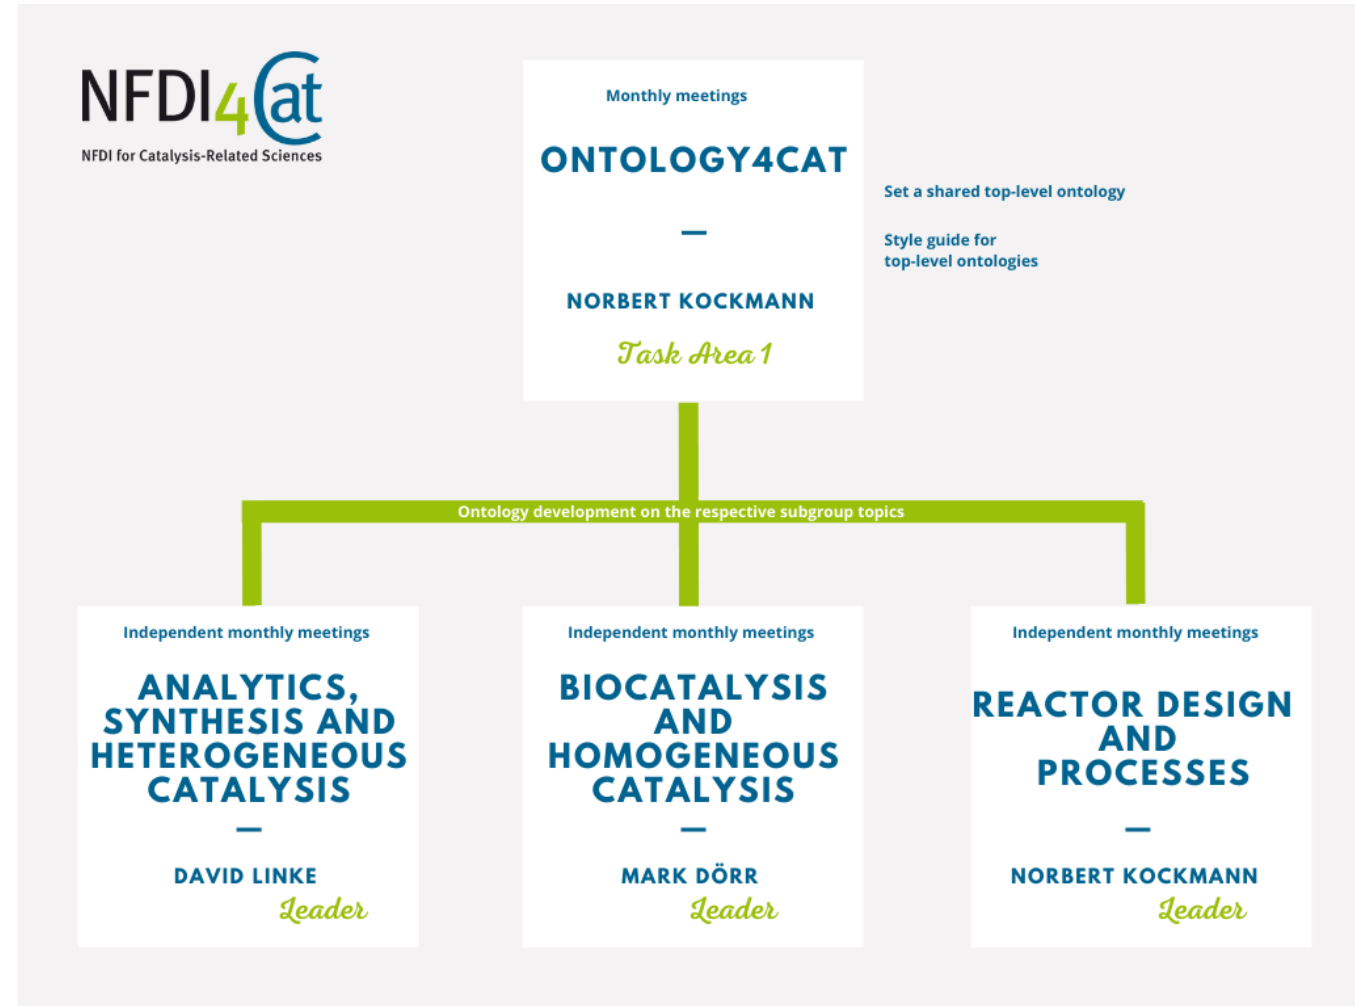 NFDI4Cat
NFDI for Catalysis-Related Sciences
Monthly meetings
ONTOLOGY4CAT
NORBERT KOCKMANN
Task Area 1
Set a shared top-level ontology
Style guide for
top-level ontologies
Ontology development on the respective subgroup topics
Independent monthly meetings
ANALYTICS,
SYNTHESIS AND
HETEROGENEOUS
CATALYSIS
DAVID LINKE
Leader
Independent monthly meetings
BIOCATALYSIS
AND
HOMOGENEOUS
CATALYSIS
MARK DÖRR
Leader
Independent monthly meetings
REACTOR DESIGN
AND
PROCESSES
NORBERT KOCKMANN
Leader